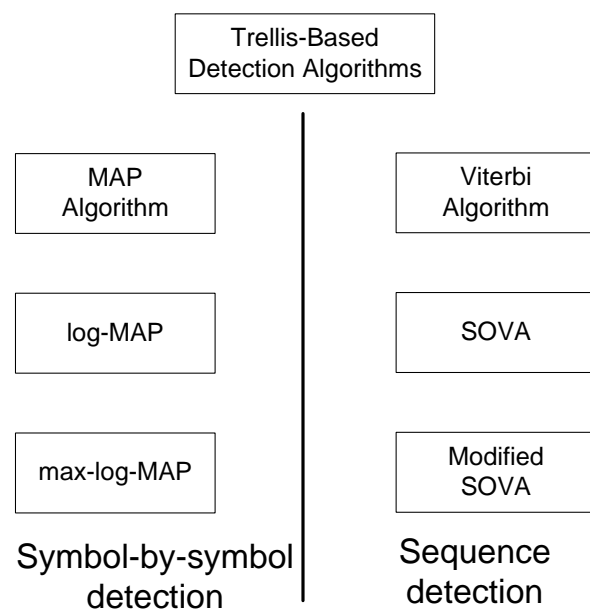 Trellis-Based
Detection Algorithms
MAP
Algorithm
log-MAP
max-log-MAP
Symbol-by-symbol
detection
Viterbi
Algorithm
SOVA
Modified
SOVA
Sequence
detection